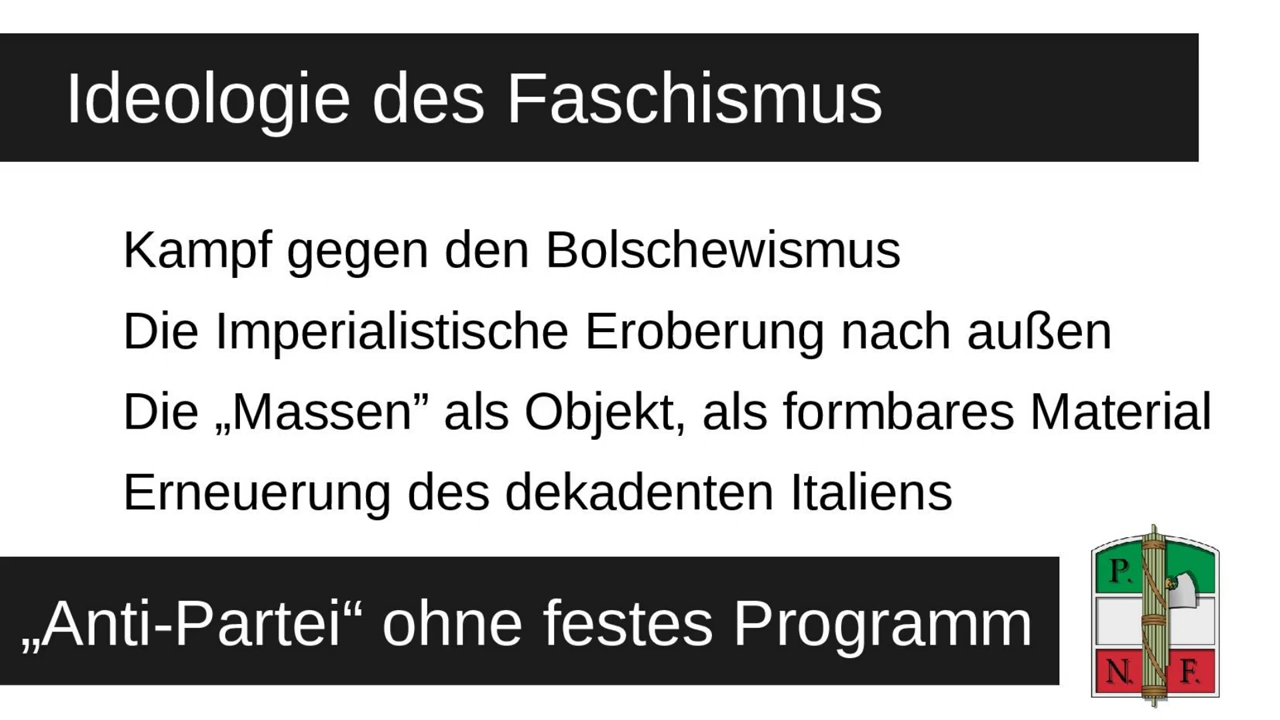 Ideologie des Faschismus
Kampf gegen den Bolschewismus
Die Imperialistische Eroberung nach außen
Die „Massen” als Objekt, als formbares Material
Erneuerung des dekadenten Italiens
„Anti-Partei“ ohne festes Programm
P.
N. F.